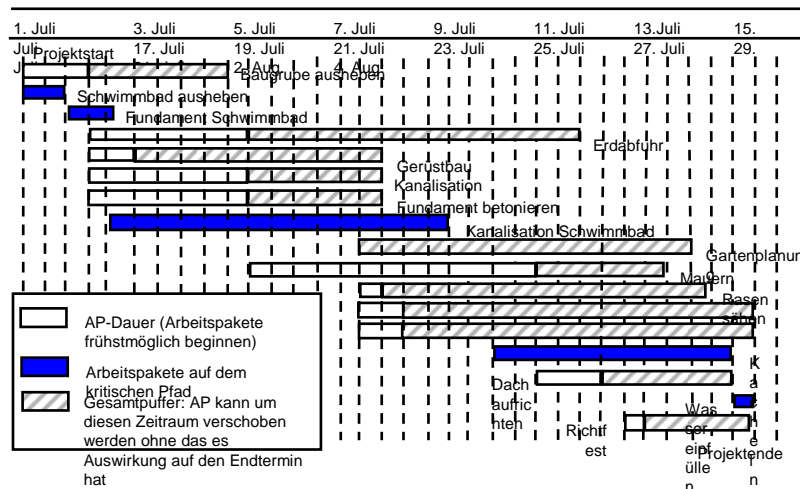 1. Juli 3. Juli 5. Juli 7. Juli 9. Juli 11. Juli 13.Juli 15.
Juli 17. Juli 19. Juli 21. Juli 23. Juli 25. Juli 27. Juli 29.
Projektstart
2. Aug. 4. Aug.
Baugrube ausheben
Schwimmbad ausheben
Fundament Schwimmbad
Erdabfuhr
Gerüstbau
Kanalisation
Fundament betonieren
Kanalisation Schwimmbad
Gartenplanun
g
Mauern
Rasen
sähen
Dach
aufric
hten
K
a
c
h
e
l
n
Richtf
est
Was
ser
einf
ülle
n
Projektende
AP-Dauer (Arbeitspakete
frühstmöglich beginnen)
Arbeitspakete auf dem
kritischen Pfad
Gesamtpuffer: AP kann um
diesen Zeitraum verschoben
werden ohne das es
Auswirkung auf den Endtermin
hat